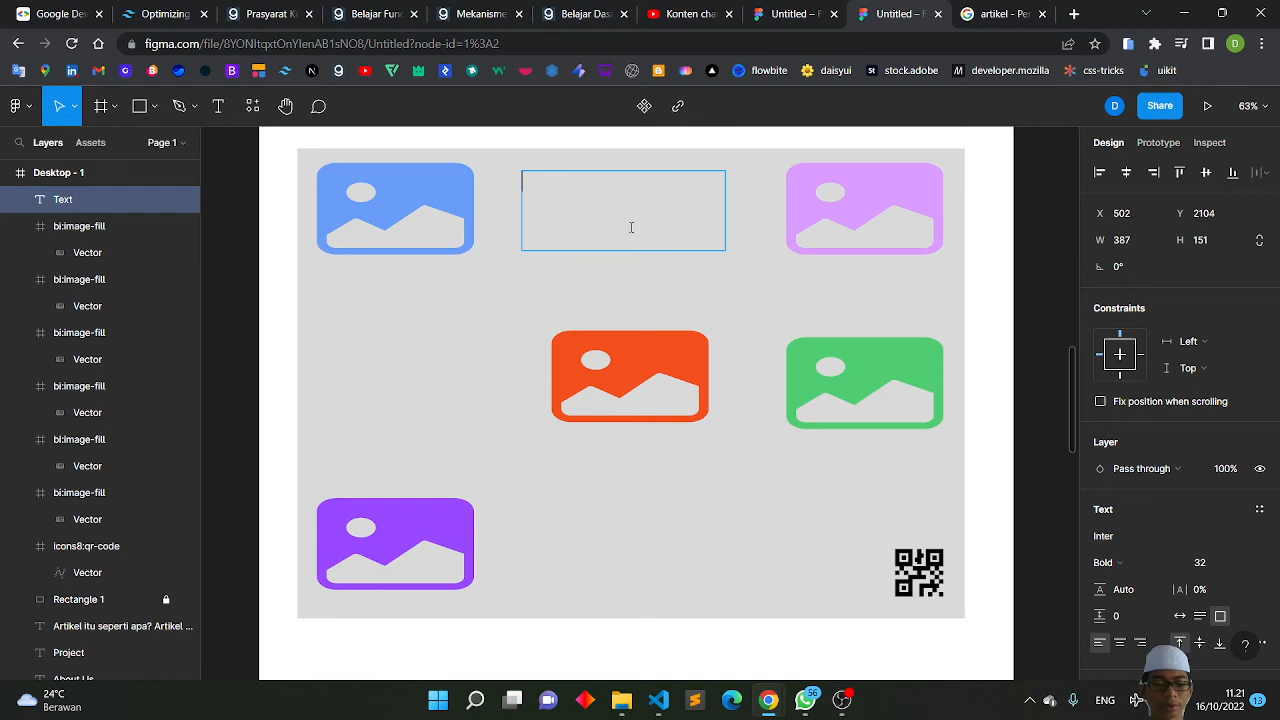 Google Dev
Optimizing
Prasyarat Ke
Belajar Fun
Mekanisme
Belajar Das
Konten cha
Untitled – F
Untitled – F
artikel - Pe
figma.com/file/8YONItqxtOnYIenAB1sNO8/Untitled?node-id=1%3A2
D
flowbite
daisyui
stock.adobe
developer.mozilla
css-tricks
uikit
D
Share
63%
Layers
Assets
Page 1
Design
Prototype
Inspect
Desktop - 1
Text
bi:image-fill
Vector
bi:image-fill
Vector
bi:image-fill
Vector
bi:image-fill
Vector
bi:image-fill
Vector
bi:image-fill
Vector
icons8:qr-code
Vector
Rectangle 1
Artikel itu seperti apa? Artikel ...
Project
About Us
X 502
Y 2104
W 387
H 151
0°
Constraints
Left
Top
Fix position when scrolling
Layer
Pass through
100%
Text
Inter
Bold
32
Auto
0%
0
?
24°C
Berawan
56
ENG
11.21
16/10/2022
13